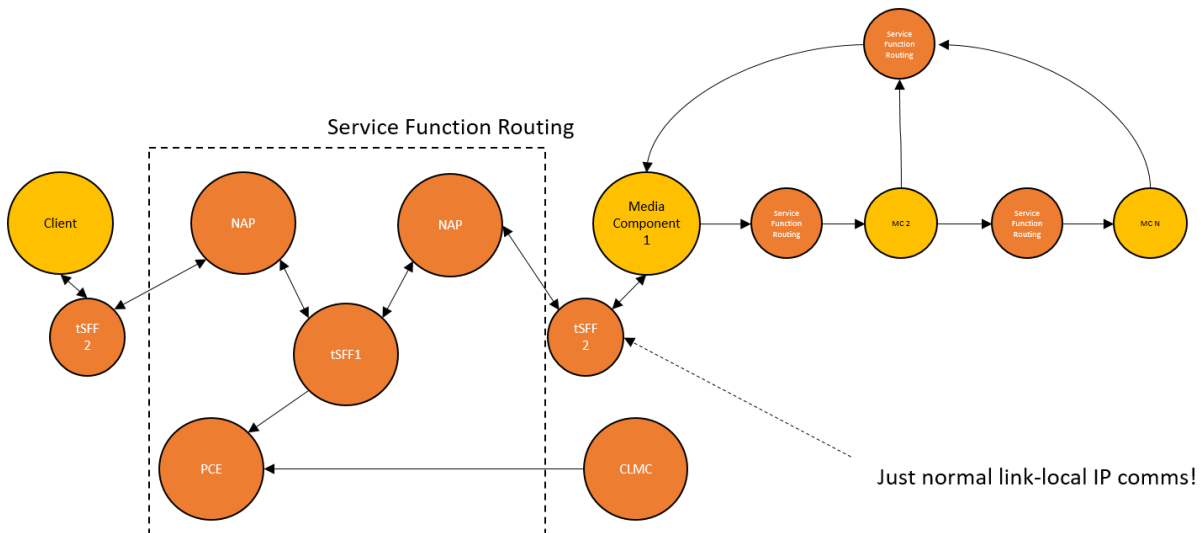 Service
Function
Routing
Service Function Routing
Client
NAP
NAP
Media
Component
1
Service
Function
Routing
MC 2
Service
Function
Routing
MC N
tSFF
2
tSFF1
tSFF
2
PCE
CLMC
Just normal link-local IP comms!